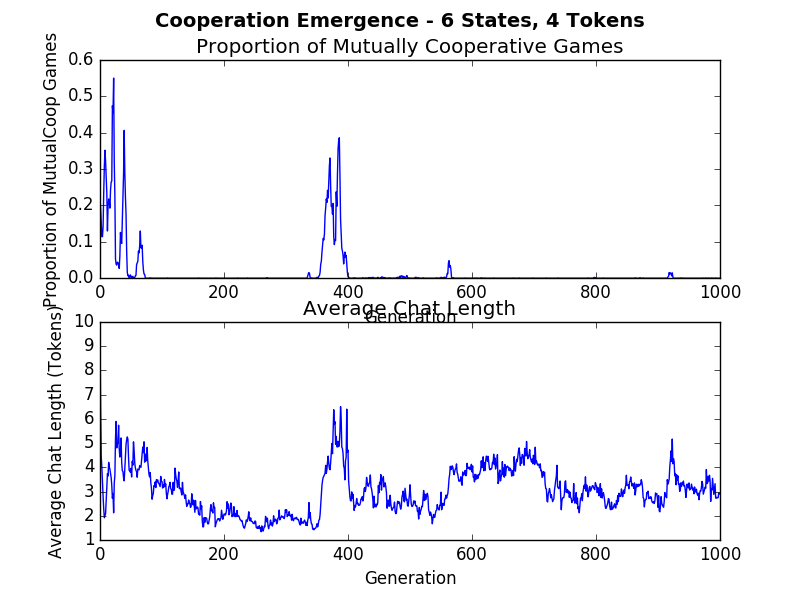 Cooperation Emergence - 6 States, 4 Tokens
Proportion of Mutually Cooperative Games
Proportion of MutualCoop Games
0.6
0.5
0.4
0.3
0.2
0.1
0.0
0 200 400 600 800 1000
Generation
Average Chat Length
Average Chat Length (Tokens)
10
9
8
7
6
5
4
3
2
1
0 200 400 600 800 1000
Generation